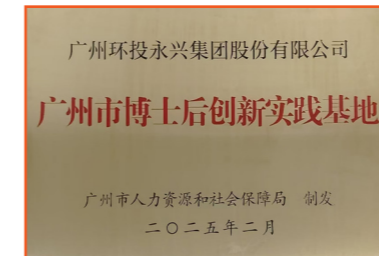 广州环投永兴集团股份有限公司
广州市博士后创新实践基地
广州市人力资源和社会保障局 制发
二〇二五年二月